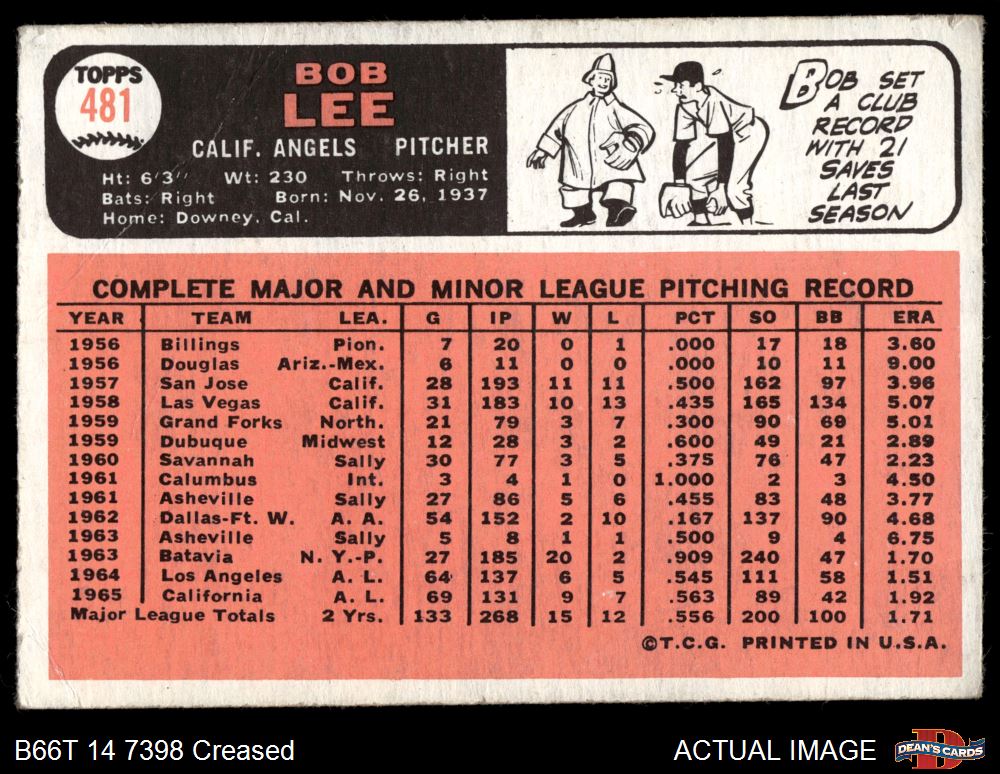 TOPPS
481
BOB
LEE
CALIF. ANGELS PITCHER
Ht: 6'3" Wt: 230 Throws: Right
Bats: Right Born: Nov. 26, 1937
Home: Downey, Cal.
BOB SET
A CLUB
RECORD
WITH 21
SAVES
LAST
SEASON
COMPLETE MAJOR AND MINOR LEAGUE PITCHING RECORD
YEAR TEAM LEA. G IP W L PCT SO BB ERA
1956 Billings Pion. 7 20 0 1 .000 17 18 3.60
1956 Douglas Ariz.-Mex. 6 11 0 0 .000 10 11 9.00
1957 San Jose Calif. 28 193 11 11 .500 162 97 3.96
1958 Las Vegas Calif. 31 183 10 13 .435 165 134 5.07
1959 Grand Forks North. 21 79 3 7 .300 90 69 5.01
1959 Dubuque Midwest 12 28 3 2 .600 49 21 2.89
1960 Savannah Sally 30 77 3 5 .375 76 47 2.23
1961 Calumbus Int. 3 4 1 0 1.000 2 3 4.50
1961 Asheville Sally 27 86 5 6 .455 83 48 3.77
1962 Dallas-Ft. W. A. A. 54 152 2 10 .167 137 90 4.68
1963 Asheville Sally 5 8 1 1 .500 9 4 6.75
1963 Batavia N. Y.-P. 27 185 20 2 .909 240 47 1.70
1964 Los Angeles A. L. 64 137 6 5 .545 111 58 1.51
1965 California A. L. 69 131 9 7 .563 89 42 1.92
Major League Totals 2 Yrs. 133 268 15 12 .556 200 100 1.71
©T.C.G. PRINTED IN U.S.A.
B66T 14 7398 Creased
ACTUAL IMAGE
DEAN'S CARDS